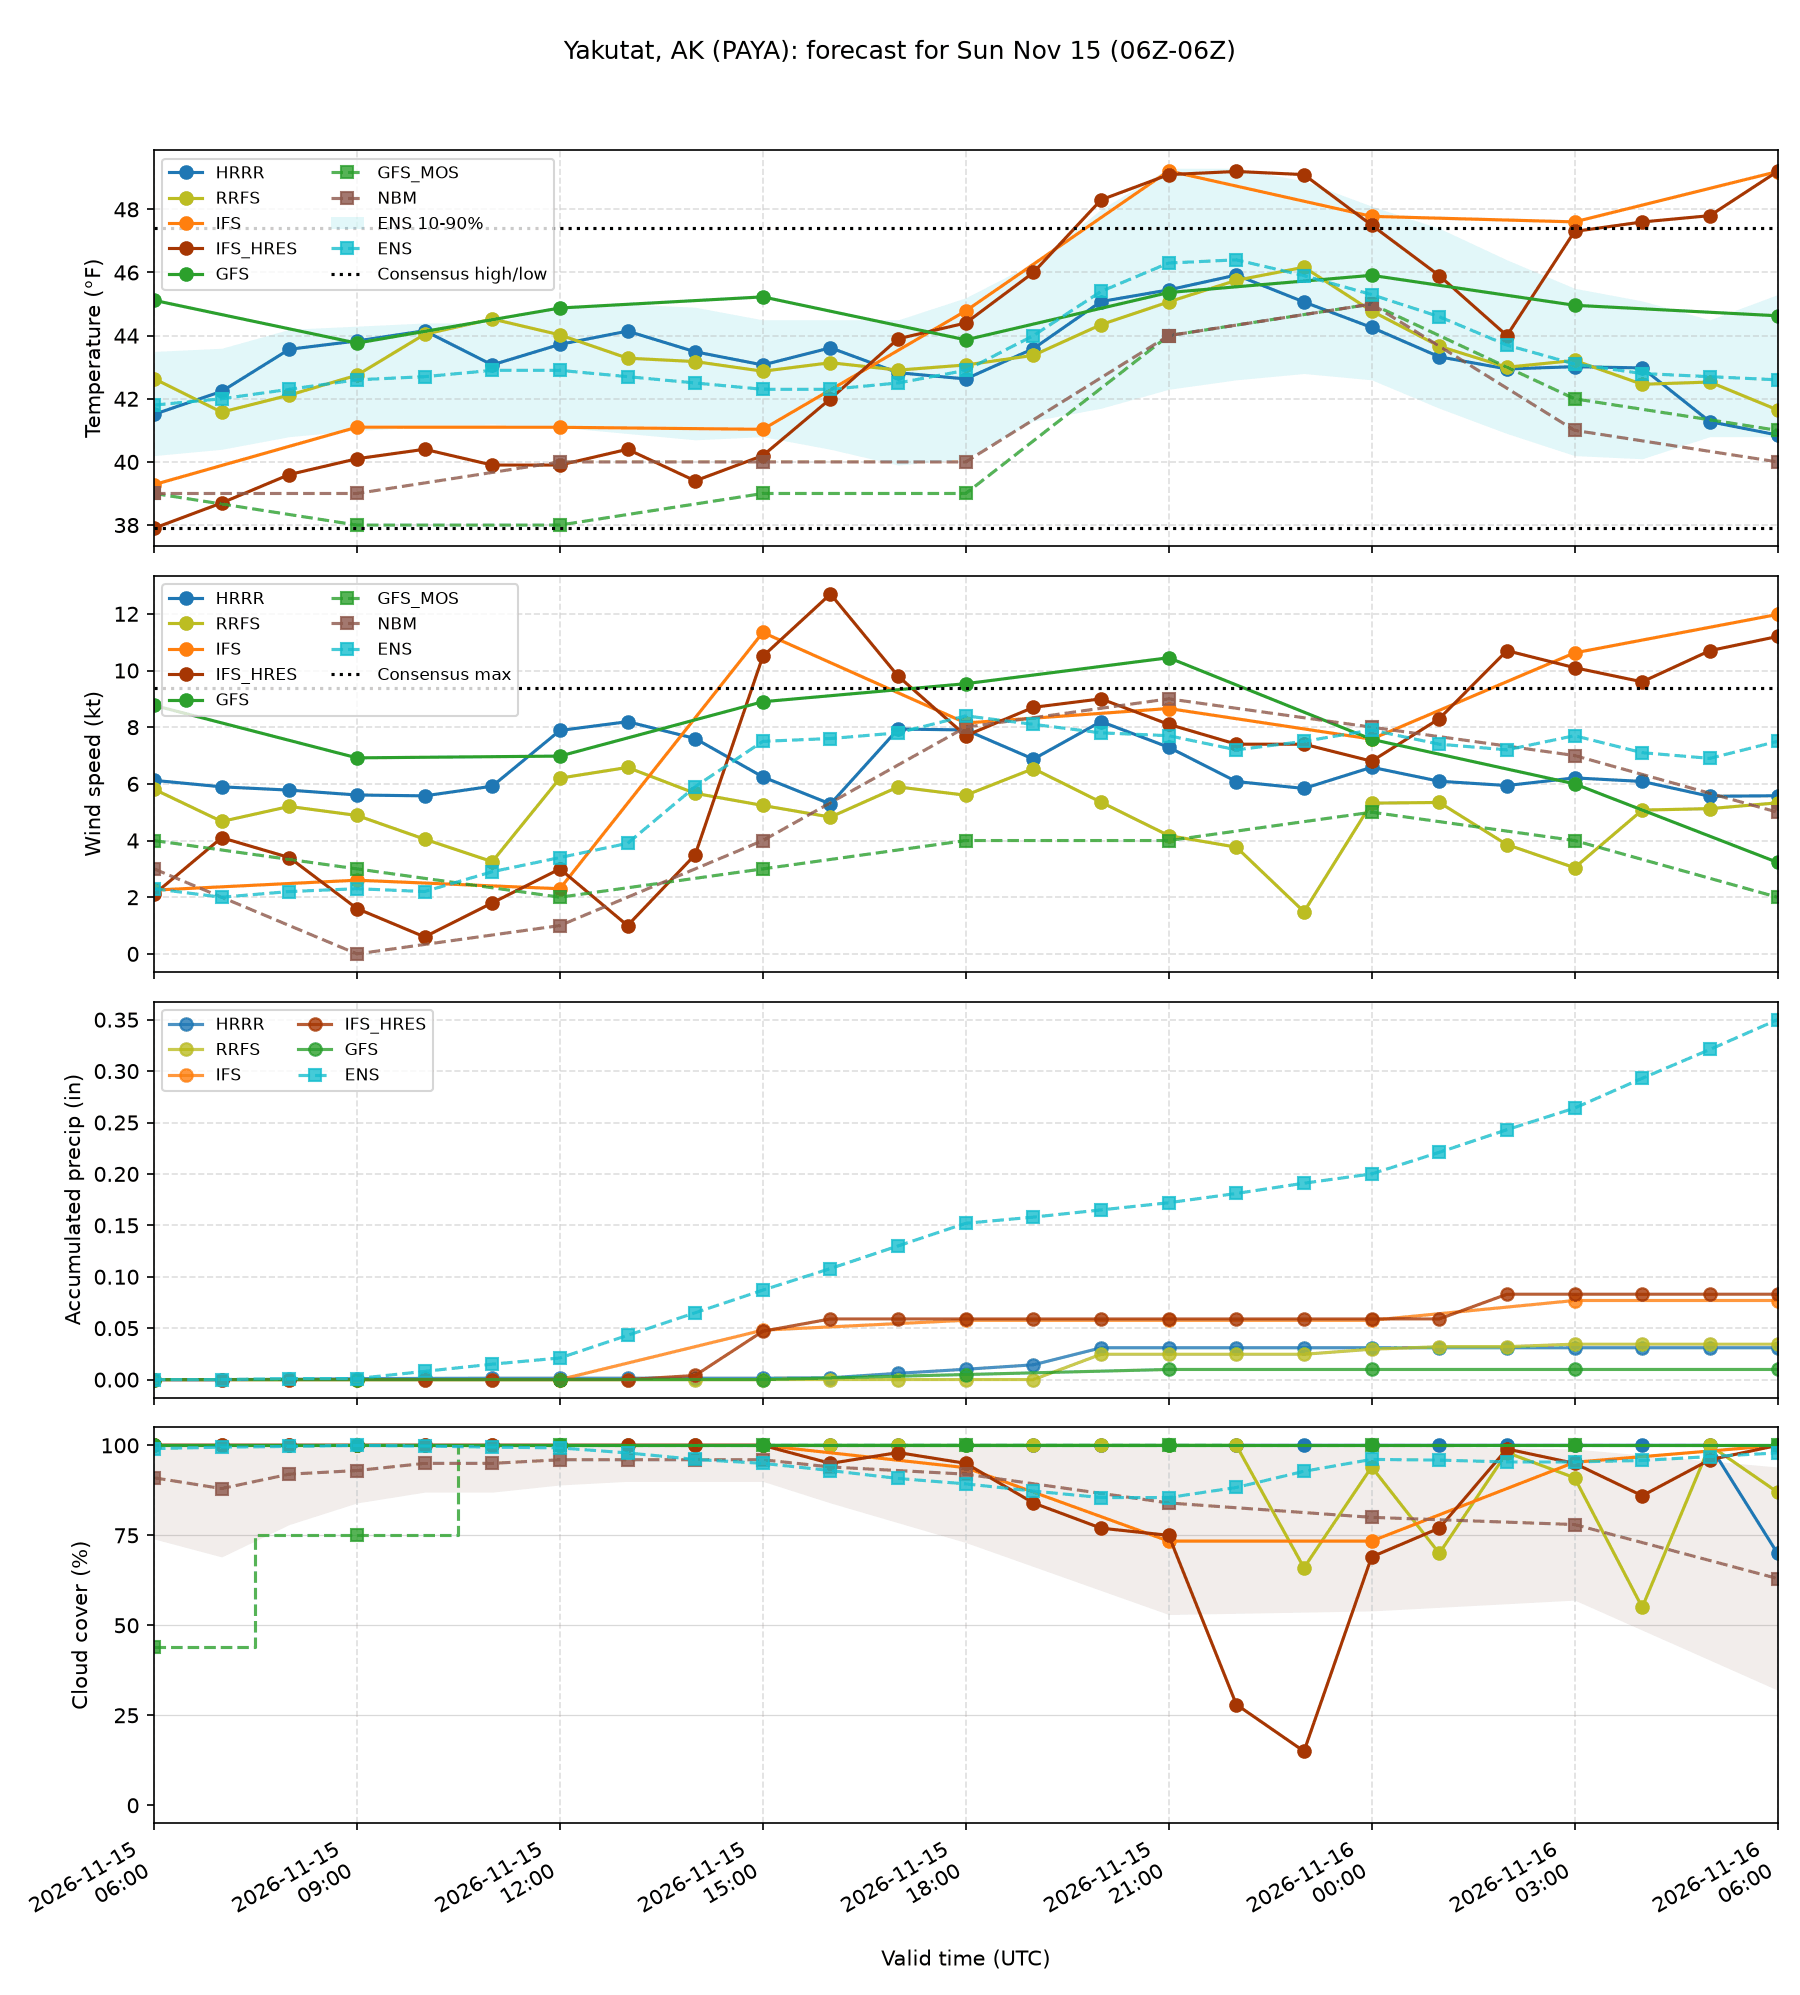 Yakutat, AK (PAYA): forecast for Sun Nov 15 (06Z-06Z)
Temperature (°F)
48
46
44
42
40
38
HRRR
RRFS
IFS
IFS_HRES
GFS
GFS_MOS
NBM
ENS 10-90%
ENS
Consensus high/low
Wind speed (kt)
12
10
8
6
4
2
0
HRRR
RRFS
IFS
IFS_HRES
GFS
GFS_MOS
NBM
ENS
Consensus max
Accumulated precip (in)
0.35
0.30
0.25
0.20
0.15
0.10
0.05
0.00
HRRR
RRFS
IFS
IFS_HRES
GFS
ENS
Cloud cover (%)
100
75
50
25
0
2026-11-15
06:00
2026-11-15
09:00
2026-11-15
12:00
2026-11-15
15:00
2026-11-15
18:00
2026-11-15
21:00
2026-11-16
00:00
2026-11-16
03:00
2026-11-16
06:00
Valid time (UTC)